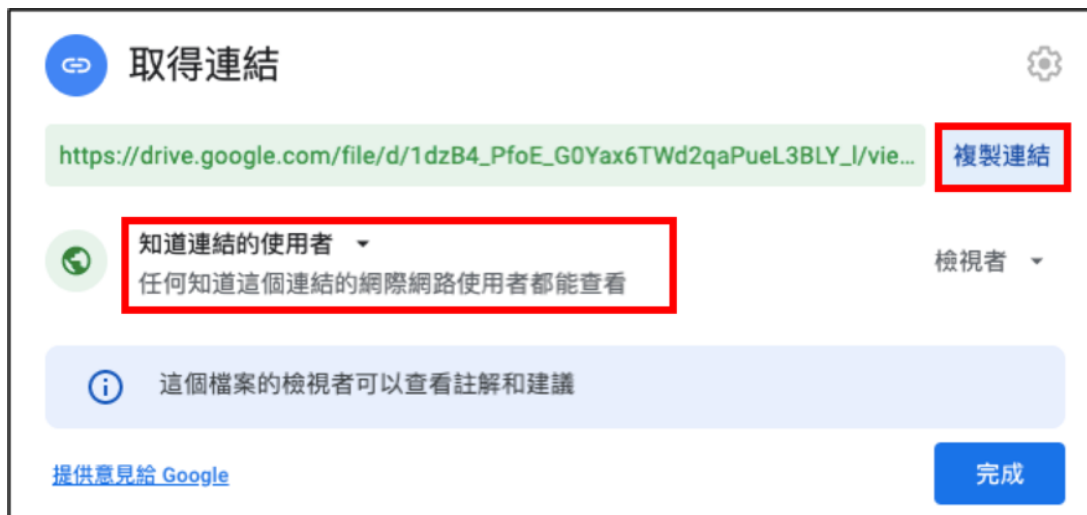 取得連結
https://drive.google.com/file/d/1dzB4_PfoE_G0Yax6TWd2qaPueL3BLY_l/vie...
複製連結
知道連結的使用者
任何知道這個連結的網際網路使用者都能查看
檢視者
這個檔案的檢視者可以查看註解和建議
提供意見給 Google
完成